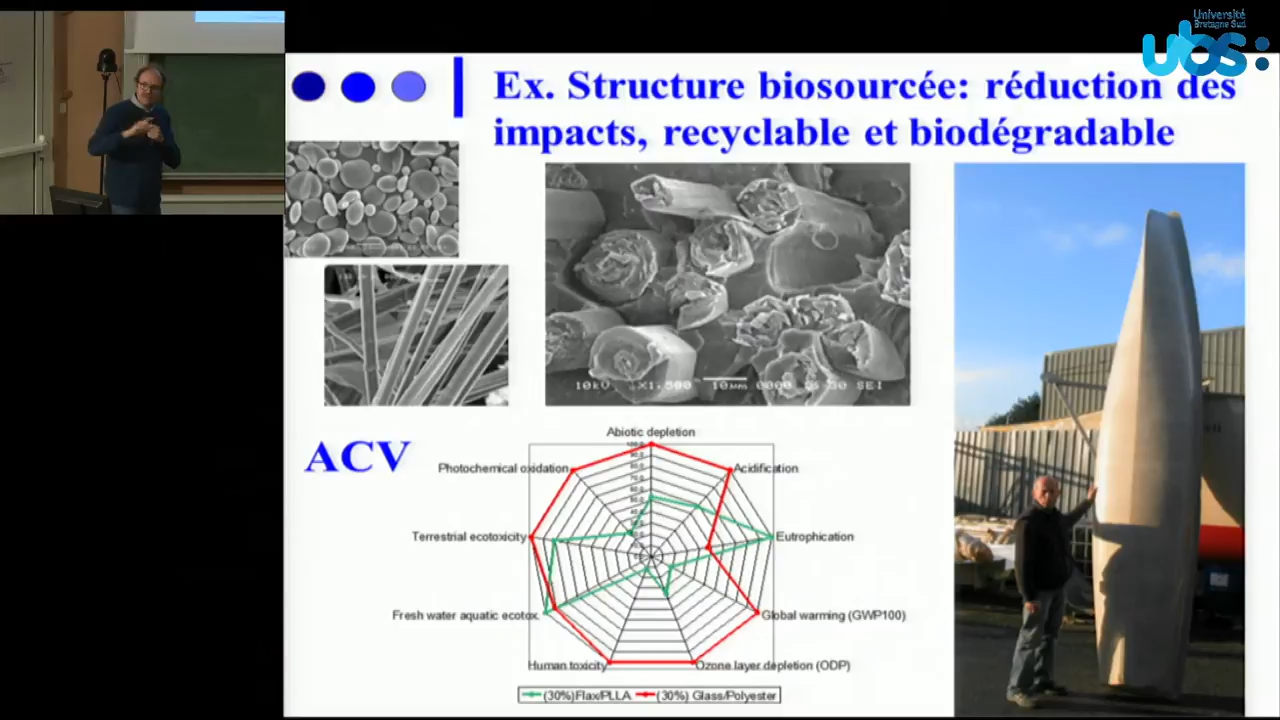 Université
Bretagne Sud
ubs:
Ex. Structure biosourcée: réduction des
impacts, recyclable et biodégradable
10kV X1,500 10µm 0000 SEI
ACV
Abiotic depletion
Photochemical oxidation
Acidification
Terrestrial ecotoxicity
Eutrophication
Fresh water aquatic ecotox.
Global warming (GWP100)
Human toxicity
Ozone layer depletion (ODP)
(30%)Flax/PLLA (30%) Glass/Polyester